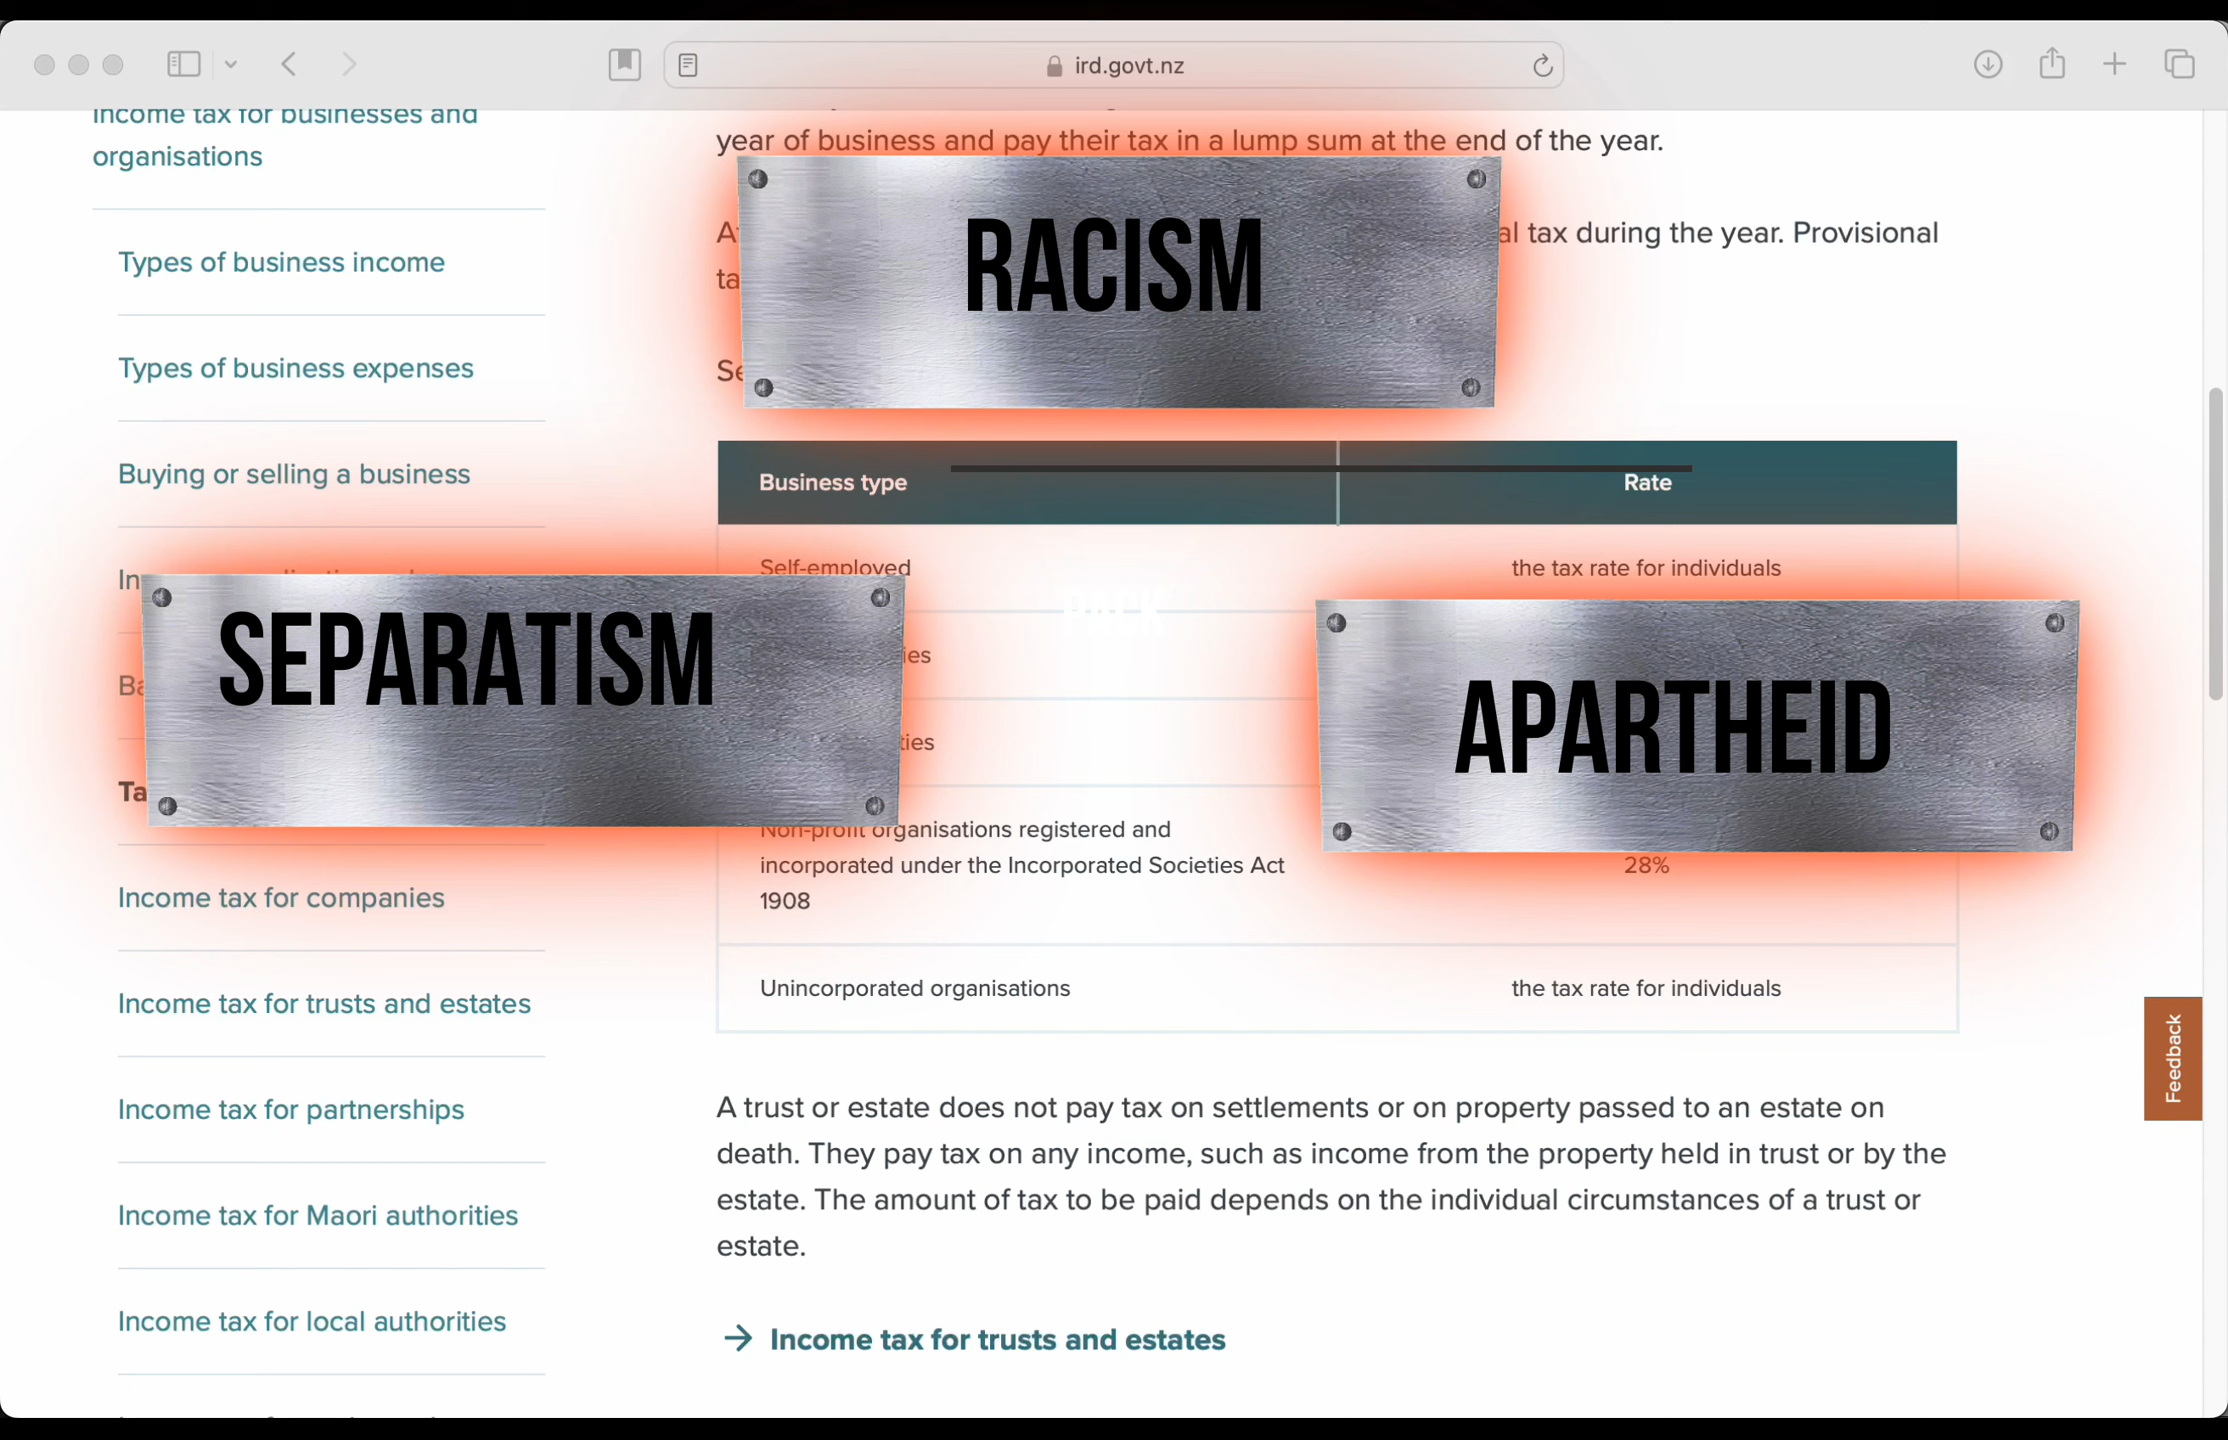 ird.govt.nz
Income tax for businesses and
organisations
Types of business income
Types of business expenses
Buying or selling a business
Income tax for companies
Income tax for trusts and estates
Income tax for partnerships
Income tax for Maori authorities
Income tax for local authorities
year of business and pay their tax in a lump sum at the end of the year.
RACISM
tax during the year. Provisional
Business type
Rate
Self-employed
the tax rate for individuals
PACK
SEPARATISM
APARTHEID
Non-profit organisations registered and
incorporated under the Incorporated Societies Act
1908
28%
Unincorporated organisations
the tax rate for individuals
A trust or estate does not pay tax on settlements or on property passed to an estate on
death. They pay tax on any income, such as income from the property held in trust or by the
estate. The amount of tax to be paid depends on the individual circumstances of a trust or
estate.
Income tax for trusts and estates
Feedback